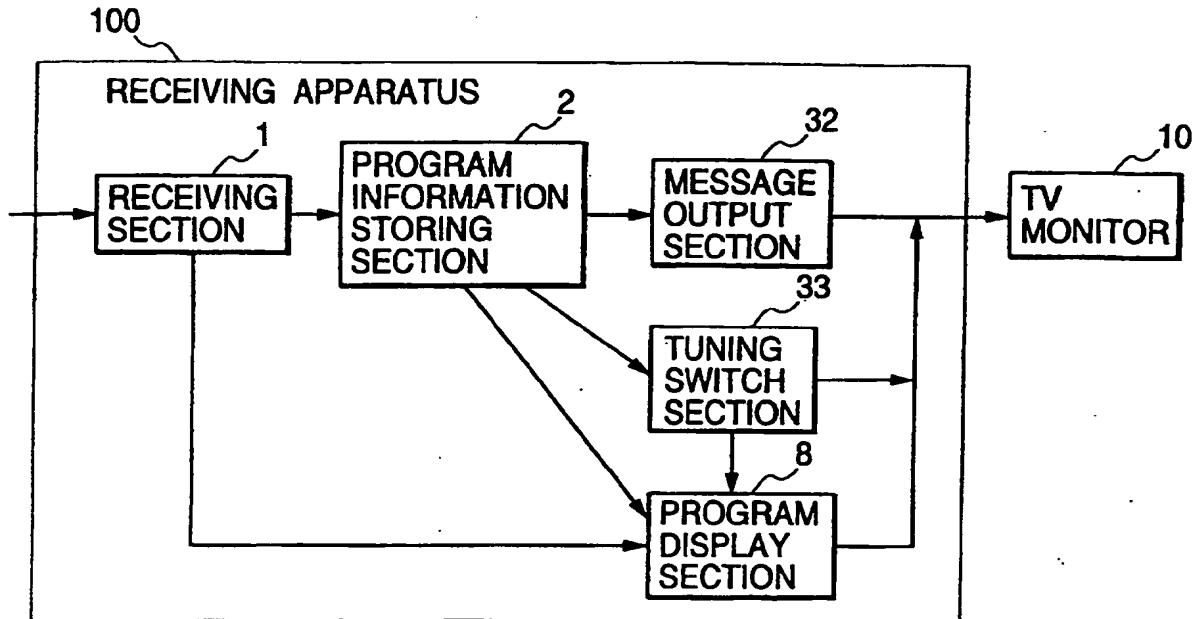 100
RECEIVING APPARATUS
1
RECEIVING
SECTION
2
PROGRAM
INFORMATION
STORING
SECTION
32
MESSAGE
OUTPUT
SECTION
10
TV
MONITOR
33
TUNING
SWITCH
SECTION
8
PROGRAM
DISPLAY
SECTION